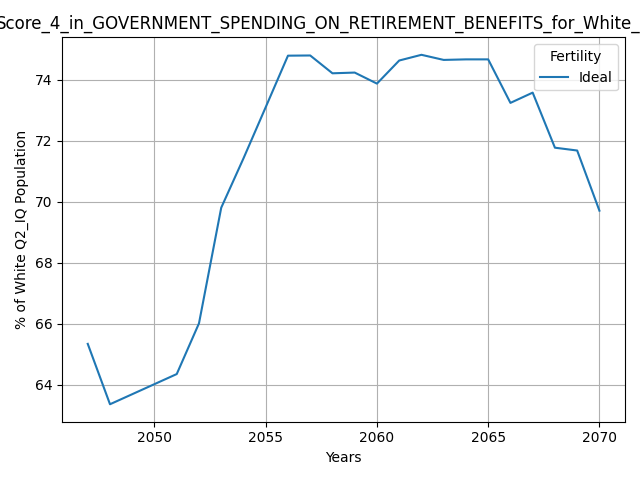 Score_4_in_GOVERNMENT_SPENDING_ON_RETIREMENT_BENEFITS_for_White_
Fertility
Ideal
% of White Q2_IQ Population
74
72
70
68
66
64
2050
2055
2060
2065
2070
Years